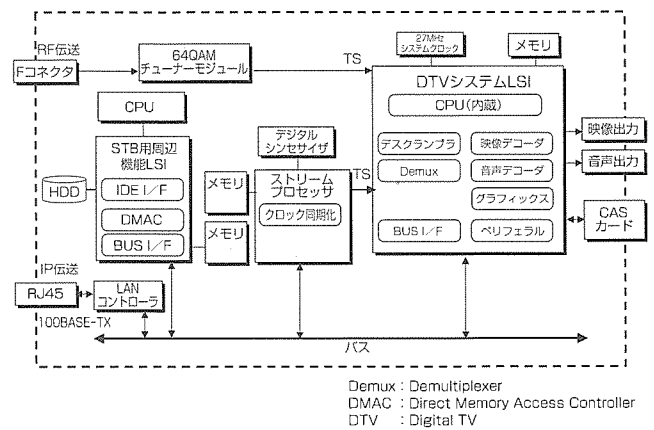 RF伝送
Fコネクタ
64QAM
チューナーモジュール
TS
27MHz
システムクロック
メモリ
DTVシステムLSI
CPU(内蔵)
デスクランブラ
映像デコーダ
Demux
音声デコーダ
グラフィックス
BUS I/F
ペリフェラル
映像出力
音声出力
CAS
カード
CPU
STB用周辺
機能LSI
IDE I/F
DMAC
BUS I/F
HDD
メモリ
メモリ
デジタル
シンセサイザ
ストリーム
プロセッサ
クロック同期化
TS
IP伝送
RJ45
LAN
コントローラ
100BASE-TX
バス
Demux : Demultiplexer
DMAC : Direct Memory Access Controller
DTV : Digital TV